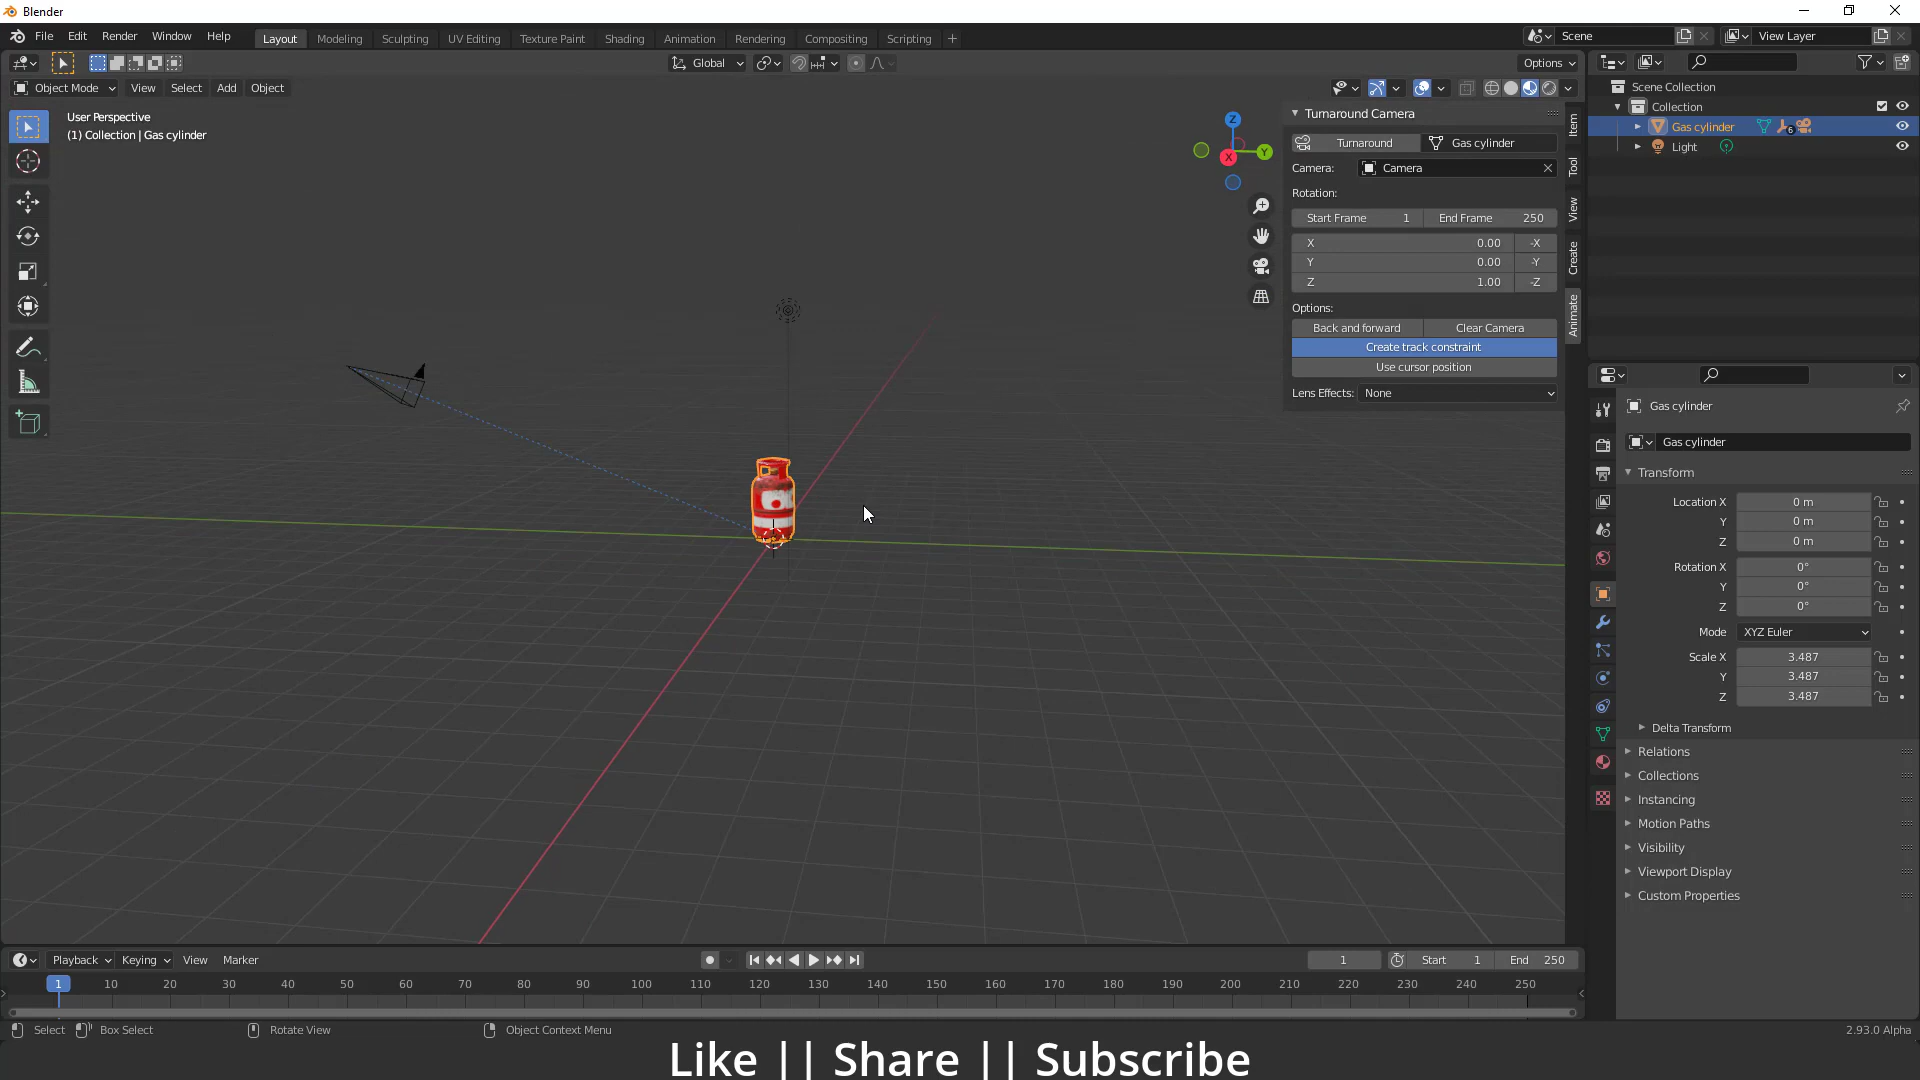 Blender
File Edit Render Window Help
Layout Modeling Sculpting UV Editing Texture Paint Shading Animation Rendering Compositing Scripting +
Scene
View Layer
Global
Options
Object Mode View Select Add Object
User Perspective
(1) Collection | Gas cylinder
Z
Y
X
Turnaround Camera
Turnaround Gas cylinder
Camera: Camera
Rotation:
Start Frame 1 End Frame 250
X 0.00 -X
Y 0.00 -Y
Z 1.00 -Z
Options:
Back and forward Clear Camera
Create track constraint
Use cursor position
Lens Effects: None
Item
Tool
View
Create
Animate
Scene Collection
Collection
Gas cylinder 6
Light
Gas cylinder
Gas cylinder
Transform
Location X 0 m
Y 0 m
Z 0 m
Rotation X 0°
Y 0°
Z 0°
Mode XYZ Euler
Scale X 3.487
Y 3.487
Z 3.487
Delta Transform
Relations
Collections
Instancing
Motion Paths
Visibility
Viewport Display
Custom Properties
Playback Keying View Marker
1 Start 1 End 250
1 10 20 30 40 50 60 70 80 90 100 110 120 130 140 150 160 170 180 190 200 210 220 230 240 250
Select Box Select Rotate View Object Context Menu 2.93.0 Alpha
Like || Share || Subscribe